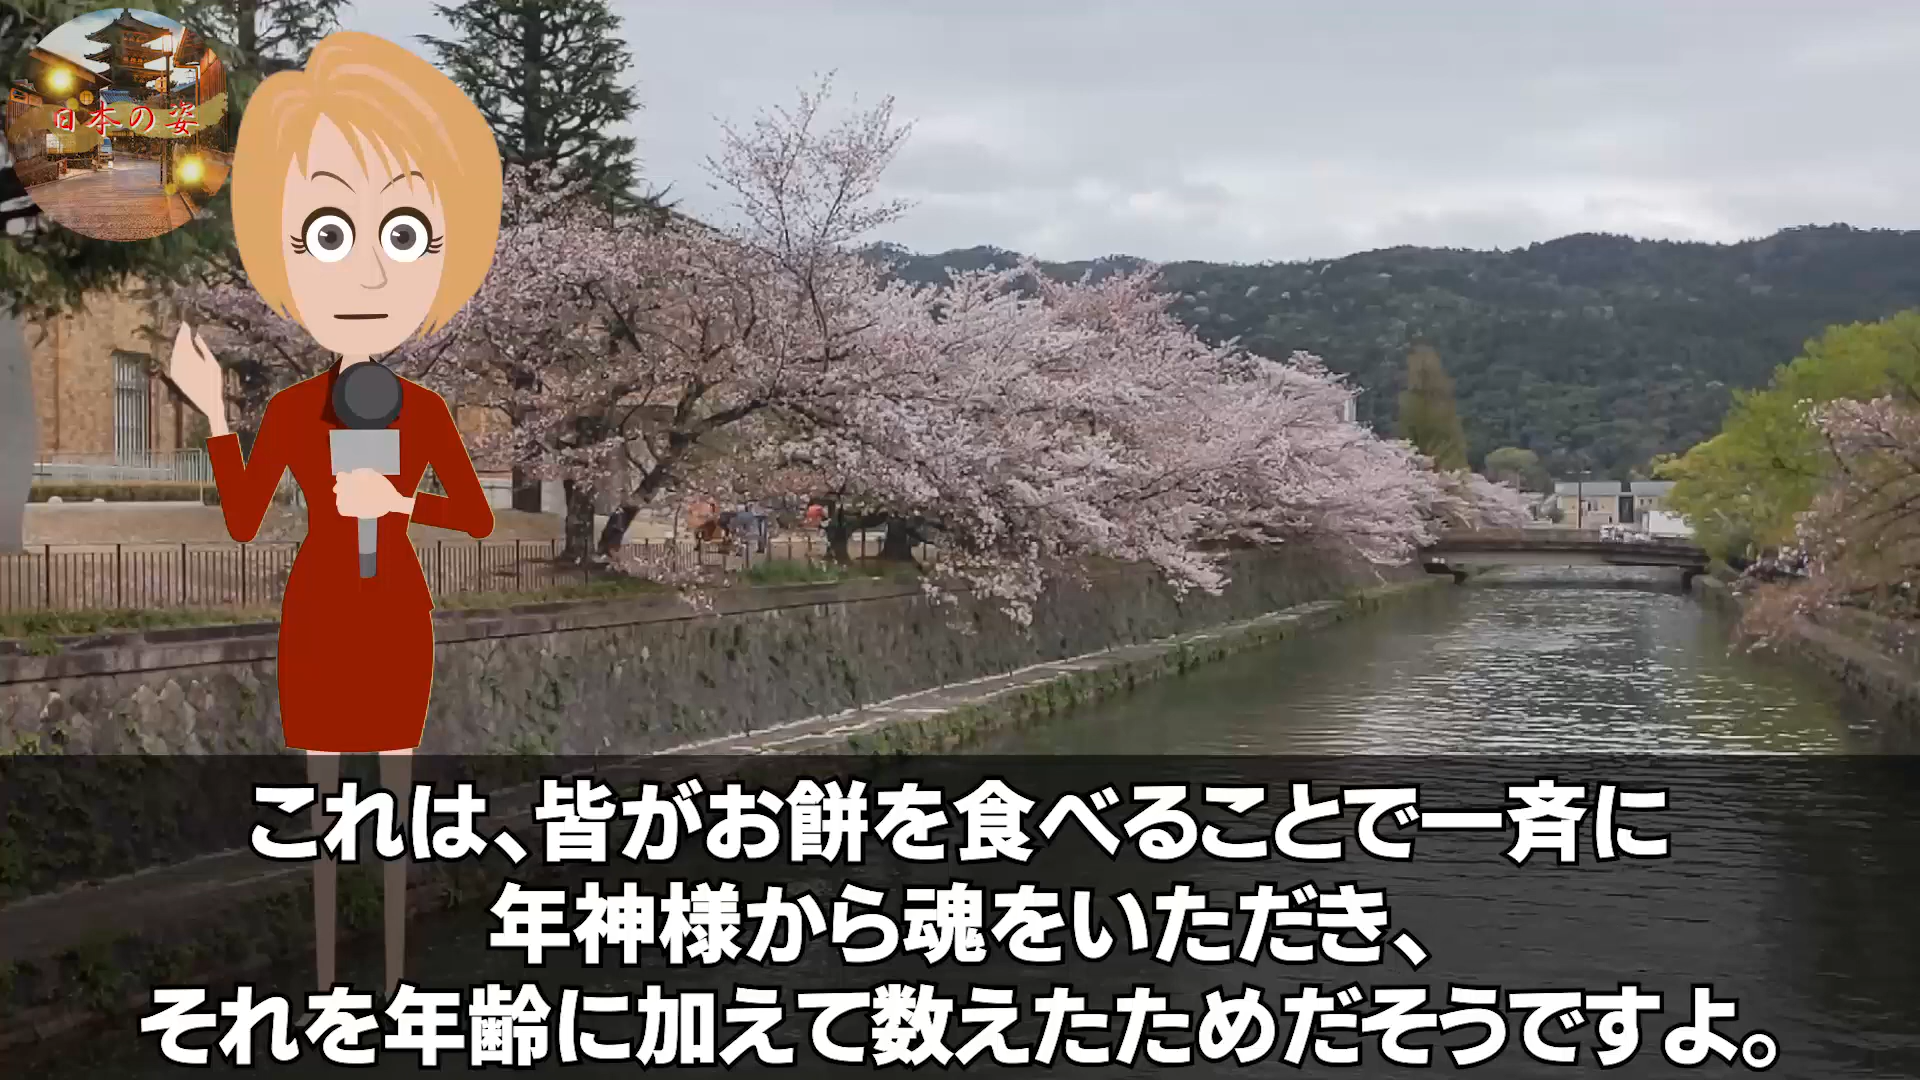 日本の姿
これは、皆がお餅を食べることで一斉に
年神様から魂をいただき、
それを年齢に加えて数えたためだそうですよ。